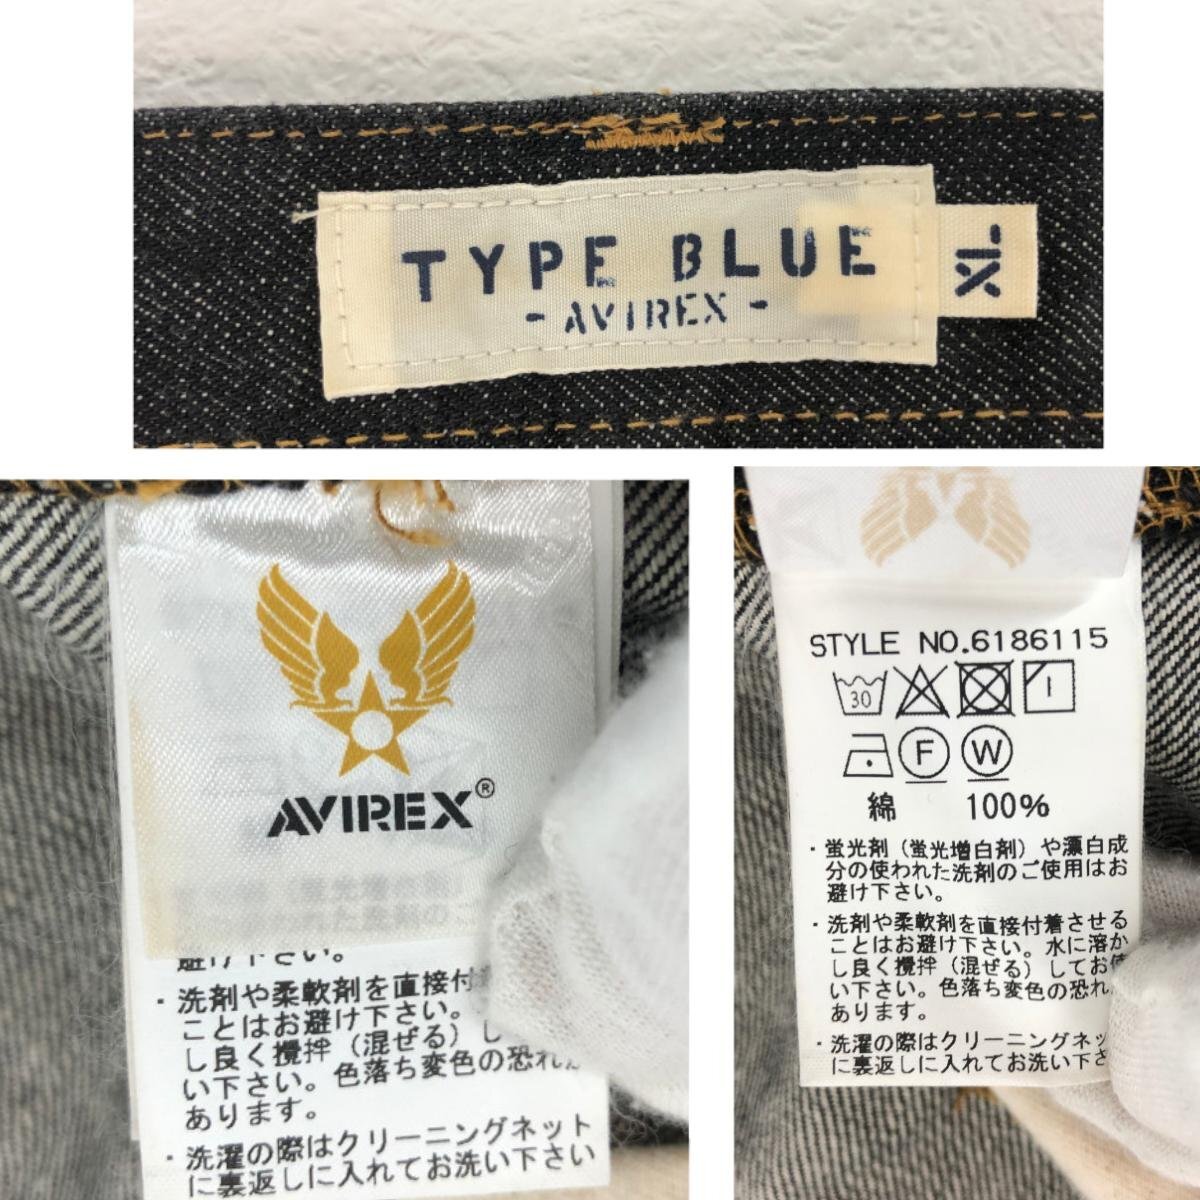 TYPE BLUE
XL
- AVIREX -
AVIREX®
避け下さい。
・洗剤や柔軟剤を直接付
ことはお避け下さい。
し良く攪拌（混ぜる）し
い下さい。色落ち変色の恐れが
あります。
・洗濯の際はクリーニングネット
に裏返しに入れてお洗い下さい
STYLE NO.6186115
30
F W
綿 100%
・蛍光剤（蛍光増白剤）や漂白成
分の使われた洗剤のご使用はお
避け下さい。
・洗剤や柔軟剤を直接付着させる
ことはお避け下さい。水に溶か
し良く攪拌（混ぜる）してお使
い下さい。色落ち変色の恐れ
あります。
・洗濯の際はクリーニングネッ
に裏返しに入れてお洗い下さ